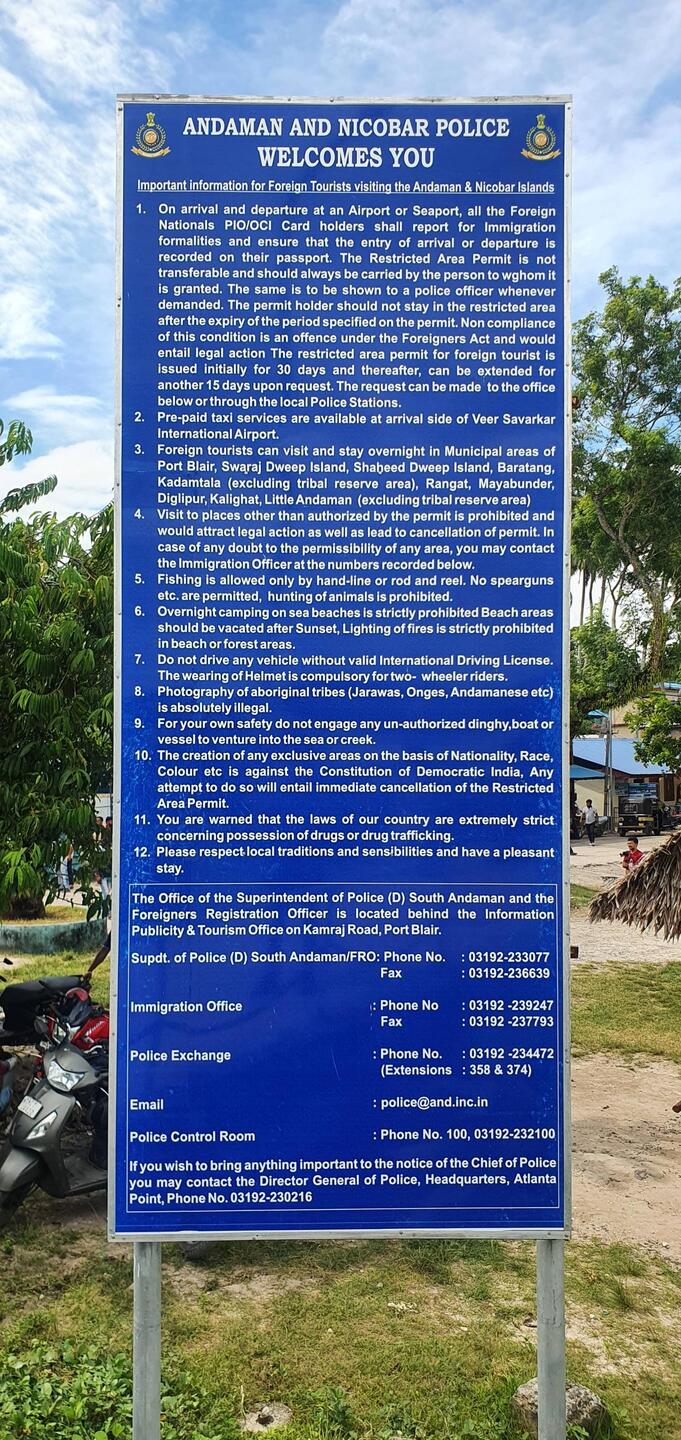 ANDAMAN AND NICOBAR POLICE
WELCOMES YOU
Important information for Foreign Tourists visiting the Andaman & Nicobar Islands
1. On arrival and departure at an Airport or Seaport, all the Foreign
Nationals PIO/OCI Card holders shall report for Immigration
formalities and ensure that the entry of arrival or departure is
recorded on their passport. The Restricted Area Permit is not
transferable and should always be carried by the person to wghom it
is granted. The same is to be shown to a police officer whenever
demanded. The permit holder should not stay in the restricted area
after the expiry of the period specified on the permit. Non compliance
of this condition is an offence under the Foreigners Act and would
entail legal action The restricted area permit for foreign tourist is
issued initially for 30 days and thereafter, can be extended for
another 15 days upon request. The request can be made to the office
below or through the local Police Stations.
2. Pre-paid taxi services are available at arrival side of Veer Savarkar
International Airport.
3. Foreign tourists can visit and stay overnight in Municipal areas of
Port Blair, Swaraj Dweep Island, Shaheed Dweep Island, Baratang,
Kadamtala (excluding tribal reserve area), Rangat, Mayabunder,
Diglipur, Kalighat, Little Andaman (excluding tribal reserve area)
4. Visit to places other than authorized by the permit is prohibited and
would attract legal action as well as lead to cancellation of permit. In
case of any doubt to the permissibility of any area, you may contact
the Immigration Officer at the numbers recorded below.
5. Fishing is allowed only by hand-line or rod and reel. No spearguns
etc. are permitted, hunting of animals is prohibited.
6. Overnight camping on sea beaches is strictly prohibited Beach areas
should be vacated after Sunset, Lighting of fires is strictly prohibited
in beach or forest areas.
7. Do not drive any vehicle without valid International Driving License.
The wearing of Helmet is compulsory for two- wheeler riders.
8. Photography of aboriginal tribes (Jarawas, Onges, Andamanese etc)
is absolutely illegal.
9. For your own safety do not engage any un-authorized dinghy,boat or
vessel to venture into the sea or creek.
10. The creation of any exclusive areas on the basis of Nationality, Race,
Colour etc is against the Constitution of Democratic India, Any
attempt to do so will entail immediate cancellation of the Restricted
Area Permit.
11. You are warned that the laws of our country are extremely strict
concerning possession of drugs or drug trafficking.
12. Please respect local traditions and sensibilities and have a pleasant
stay.
The Office of the Superintendent of Police (D) South Andaman and the
Foreigners Registration Officer is located behind the Information
Publicity & Tourism Office on Kamraj Road, Port Blair.
Supdt. of Police (D) South Andaman/FRO: Phone No. : 03192-233077
Fax : 03192-236639
Immigration Office : Phone No : 03192 -239247
Fax : 03192 -237793
Police Exchange : Phone No. : 03192 -234472
(Extensions : 358 & 374)
Email : police@and.inc.in
Police Control Room : Phone No. 100, 03192-232100
If you wish to bring anything important to the notice of the Chief of Police
you may contact the Director General of Police, Headquarters, Atlanta
Point, Phone No. 03192-230216